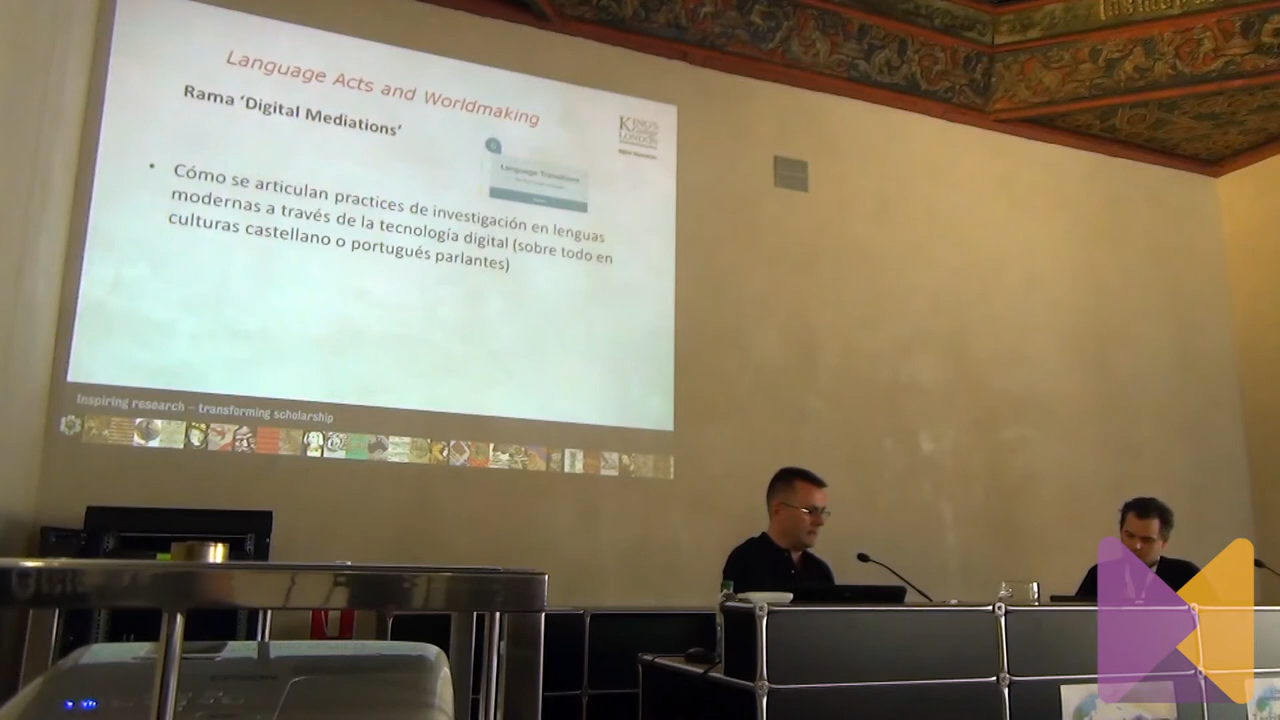 Language Acts and Worldmaking
Rama ‘Digital Mediations’
KING'S
College
LONDON
Language Transitions
• Cómo se articulan practices de investigación en lenguas
modernas a través de la tecnología digital (sobre todo en
culturas castellano o portugués parlantes)
Inspiring research – transforming scholarship